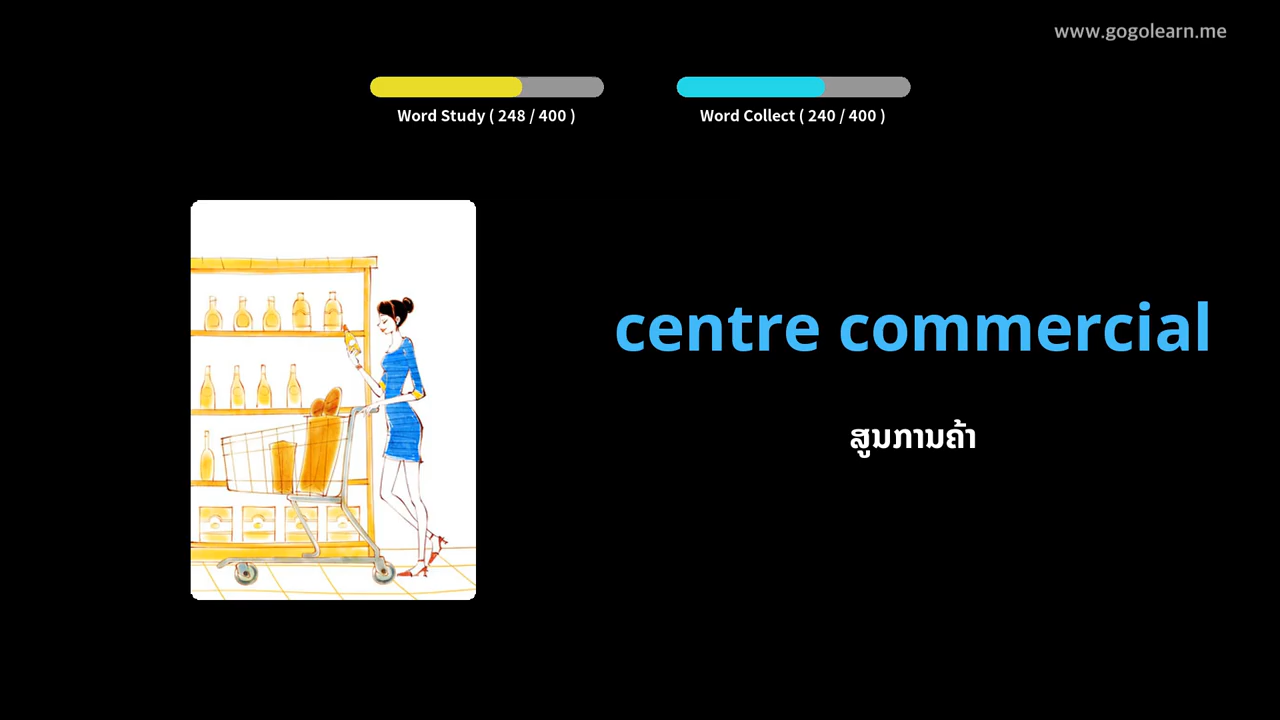 www.gogolearn.me
Word Study ( 248 / 400 )
Word Collect ( 240 / 400 )
centre commercial
ສູນການຄ້າ